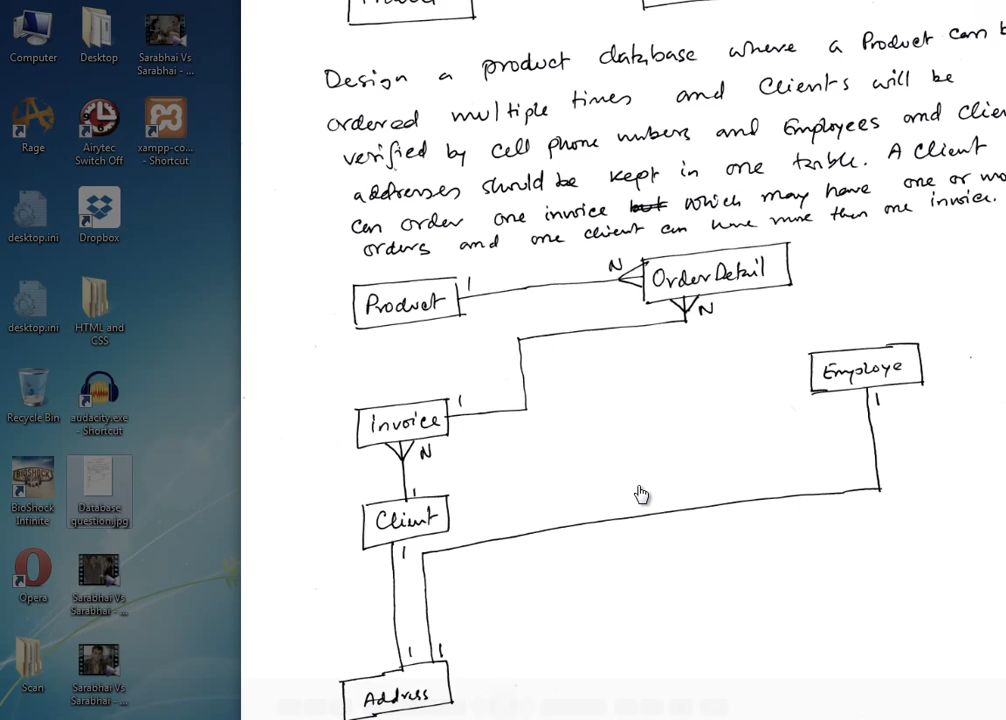 Computer
Desktop
Sarabhai Vs
Sarabhai - ...
Rage
Airytec
Switch Off
xampp-co...
- Shortcut
desktop.ini
Dropbox
desktop.ini
HTML and
CSS
Recycle Bin
audacity.exe
- Shortcut
BIOSHOCK
BioShock
Infinite
Database
question.jpg
Opera
Sarabhai Vs
Sarabhai - ...
Scan
Sarabhai Vs
Sarabhai - ...
Design a product database where a Product can b
ordered multiple times and Clients will be
verified by cell phone numbers and Employees and clien
addresses should be kept in one table. A client
can order one invoice but which may have one or mo
orders and one client can have more then one invoice.
Product 1 N OrderDetail
N
Employe
1
Invoice 1
N
1
Client
1
1 1
Address